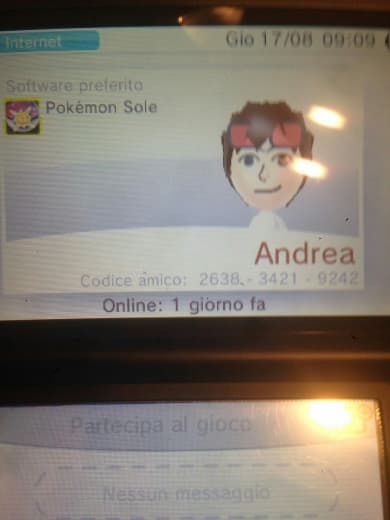 Internet
Gio 17/08 09:09
Software preferito
Pokémon Sole
Andrea
Codice amico: 2638 - 3421 - 9242
Online: 1 giorno fa
Partecipa al gioco
Nessun messaggio